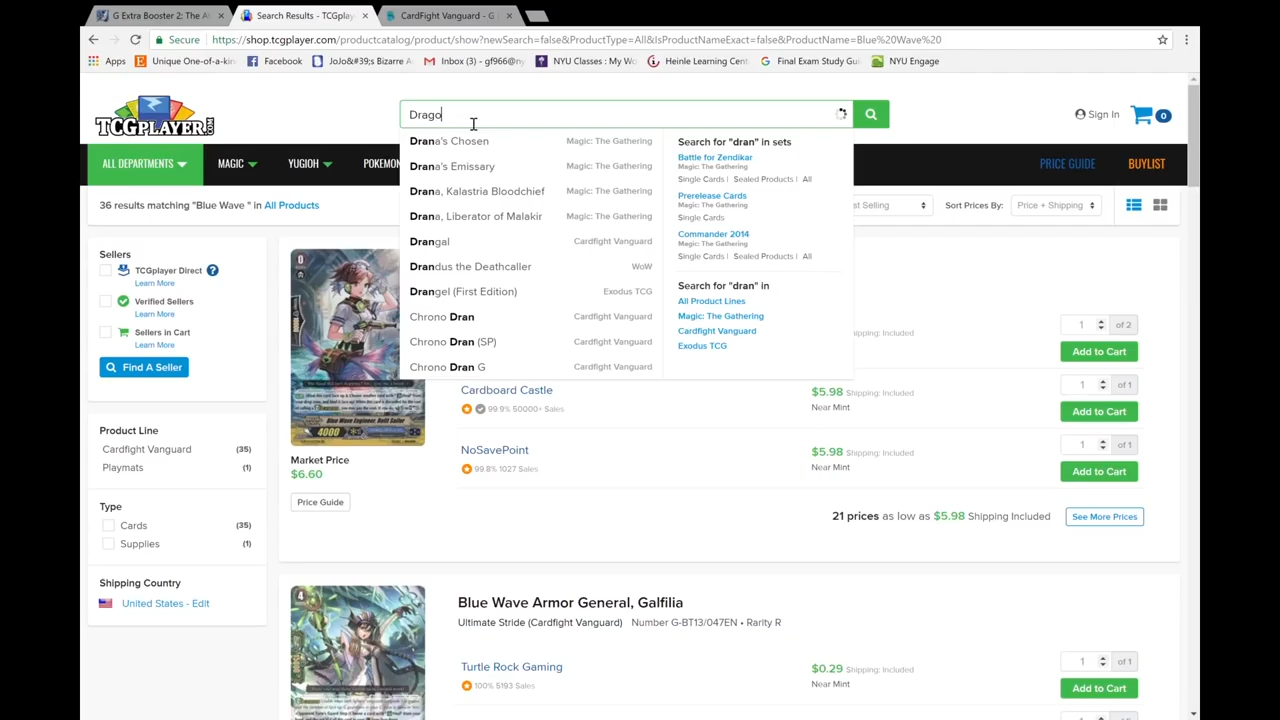 G Extra Booster 2: The A
Search Results - TCGplay
CardFight Vanguard - G
Secure https://shop.tcgplayer.com/productcatalog/product/show?newSearch=false&ProductType=All&IsProductNameExact=false&ProductName=Blue%20Wave%20
Apps Unique One-of-a-kin Facebook JoJo&#39;s Bizarre A Inbox (3) - gf966@ny NYU Classes : My Wo Heinle Learning Cent Final Exam Study Gui NYU Engage
TCGPLAYER.COM
Drago
Sign In 0
ALL DEPARTMENTS MAGIC YUGIOH POKEMON PRICE GUIDE BUYLIST
Drana's Chosen Magic: The Gathering
Drana's Emissary Magic: The Gathering
Drana, Kalastria Bloodchief Magic: The Gathering
Drana, Liberator of Malakir Magic: The Gathering
Drangal Cardfight Vanguard
Drandus the Deathcaller WoW
Drangel (First Edition) Exodus TCG
Chrono Dran Cardfight Vanguard
Chrono Dran (SP) Cardfight Vanguard
Chrono Dran G Cardfight Vanguard
Search for "dran" in sets
Battle for Zendikar
Magic: The Gathering
Single Cards | Sealed Products | All
Prerelease Cards
Magic: The Gathering
Single Cards
Commander 2014
Magic: The Gathering
Single Cards | Sealed Products | All
Search for "dran" in
All Product Lines
Magic: The Gathering
Cardfight Vanguard
Exodus TCG
36 results matching "Blue Wave " in All Products
st Selling Sort Prices By: Price + Shipping
Sellers
TCGplayer Direct ?
Learn More
Verified Sellers
Learn More
Sellers in Cart
Learn More
Find A Seller
Product Line
Cardfight Vanguard (35)
Playmats (1)
Type
Cards (35)
Supplies (1)
Shipping Country
United States - Edit
0
Blue Wave Engineer, Belt Sailor
4000
Market Price
$6.60
Price Guide
ipping: Included
1 of 2
Add to Cart
Cardboard Castle
99.9% 50000+ Sales
$5.98 Shipping: Included
Near Mint
1 of 1
Add to Cart
NoSavePoint
99.8% 1027 Sales
$5.98 Shipping: Included
Near Mint
1 of 1
Add to Cart
21 prices as low as $5.98 Shipping Included See More Prices
4
Blue Wave Armor General, Galfilia
Ultimate Stride (Cardfight Vanguard) Number G-BT13/047EN • Rarity R
Turtle Rock Gaming
100% 5193 Sales
$0.29 Shipping: Included
Near Mint
1 of 1
Add to Cart